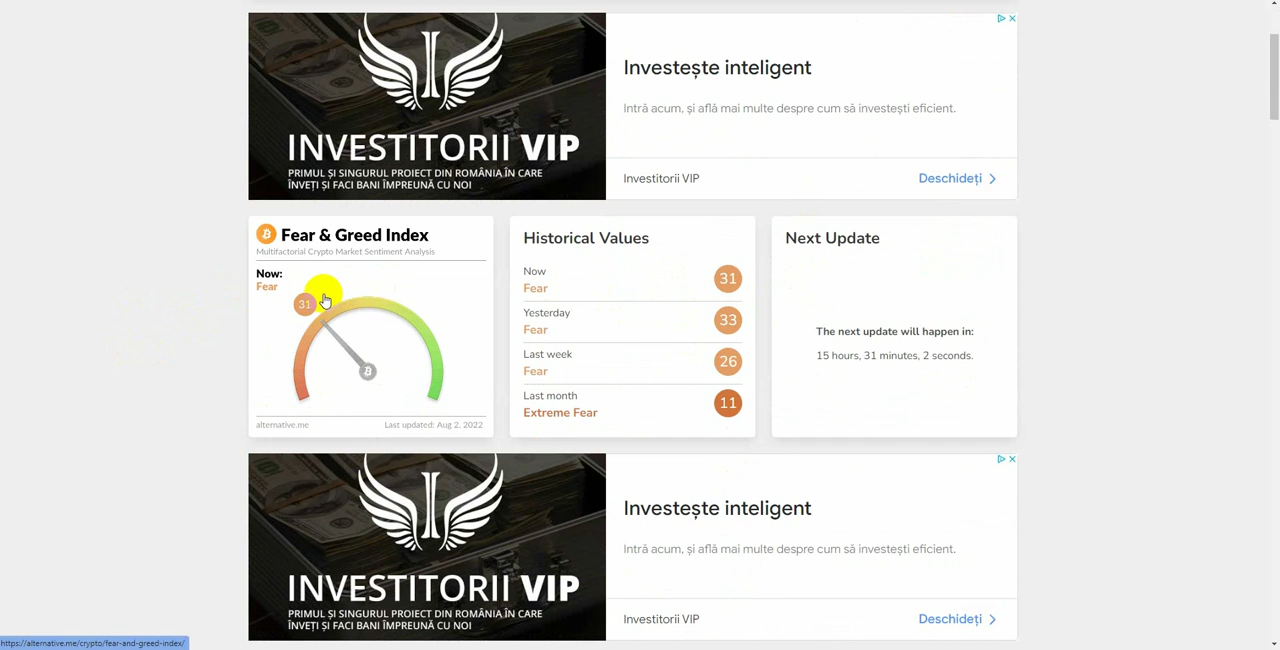 INVESTITORII VIP
PRIMUL ȘI SINGURUL PROIECT DIN ROMÂNIA ÎN CARE
ÎNVEȚI ȘI FACI BANI ÎMPREUNĂ CU NOI
Investește inteligent
Intră acum, și află mai multe despre cum să investești eficient.
Investitorii VIP
Deschideți
Fear & Greed Index
Multifactorial Crypto Market Sentiment Analysis
Now:
Fear
31
alternative.me
Last updated: Aug 2, 2022
Historical Values
Now
Fear
31
Yesterday
Fear
33
Last week
Fear
26
Last month
Extreme Fear
11
Next Update
The next update will happen in:
15 hours, 31 minutes, 2 seconds.
INVESTITORII VIP
PRIMUL ȘI SINGURUL PROIECT DIN ROMÂNIA ÎN CARE
ÎNVEȚI ȘI FACI BANI ÎMPREUNĂ CU NOI
Investește inteligent
Intră acum, și află mai multe despre cum să investești eficient.
Investitorii VIP
Deschideți
https://alternative.me/crypto/fear-and-greed-index/